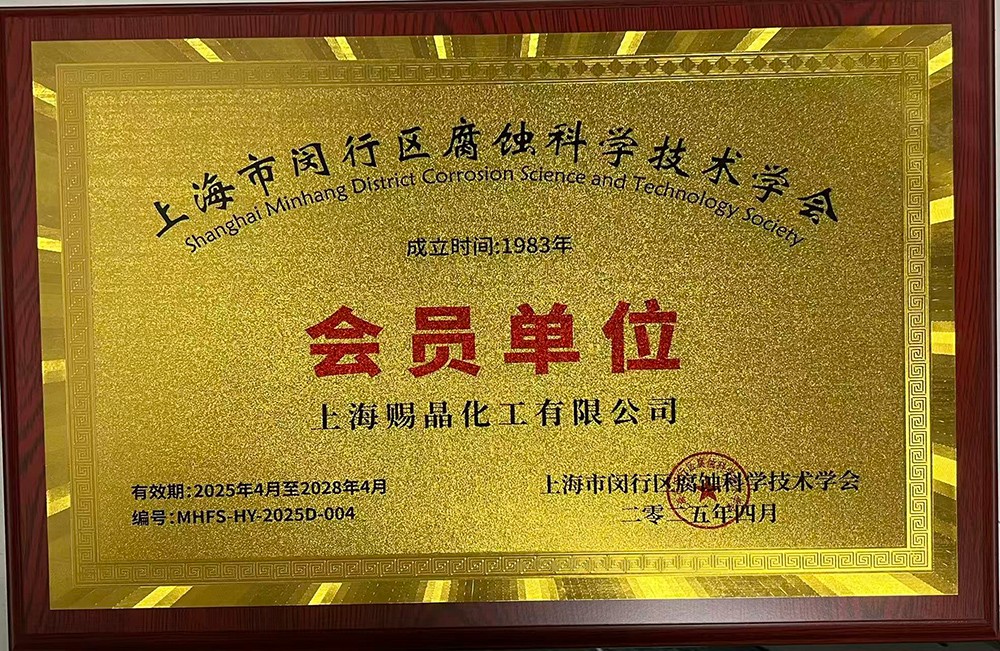 上海市闵行区腐蚀科学技术学会
Shanghai Minhang District Corrosion Science and Technology Society
成立时间:1983年
会员单位
上海赐晶化工有限公司
有效期:2025年4月至2028年4月
编号:MHFS-HY-2025D-004
上海市闵行区腐蚀科学技术学会
二零二五年四月